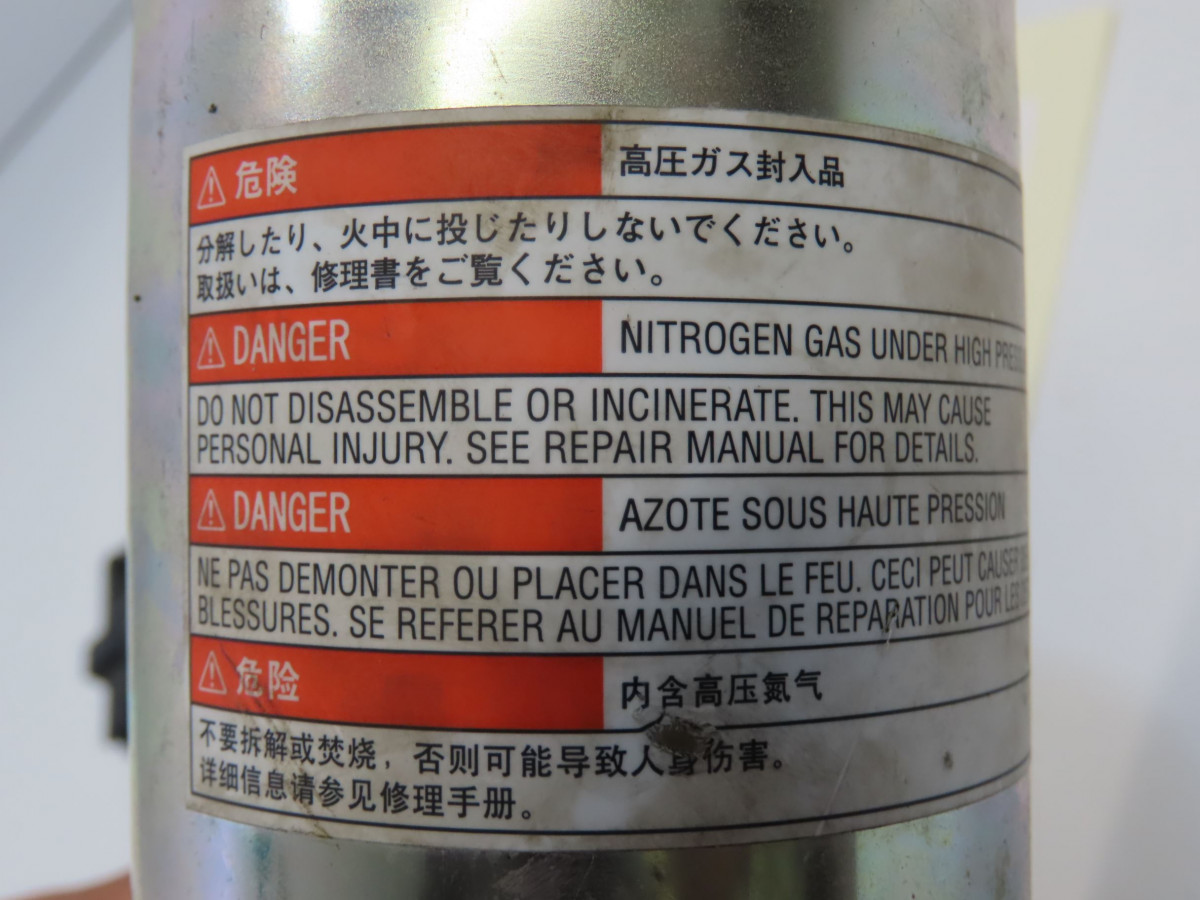 危険
高圧ガス封入品
分解したり、火中に投じたりしないでください。
取扱いは、修理書をご覧ください。
DANGER
NITROGEN GAS UNDER HIGH
DO NOT DISASSEMBLE OR INCINERATE. THIS MAY CAUSE
PERSONAL INJURY. SEE REPAIR MANUAL FOR DETAILS.
DANGER
AZOTE SOUS HAUTE PRESSION
NE PAS DEMONTER OU PLACER DANS LE FEU. CECI PEUT CAUSER
BLESSURES. SE REFERER AU MANUEL DE REPARATION POUR LES
危险
内含高压氮气
不要拆解或焚烧，否则可能导致人身伤害。
详细信息请参见修理手册。